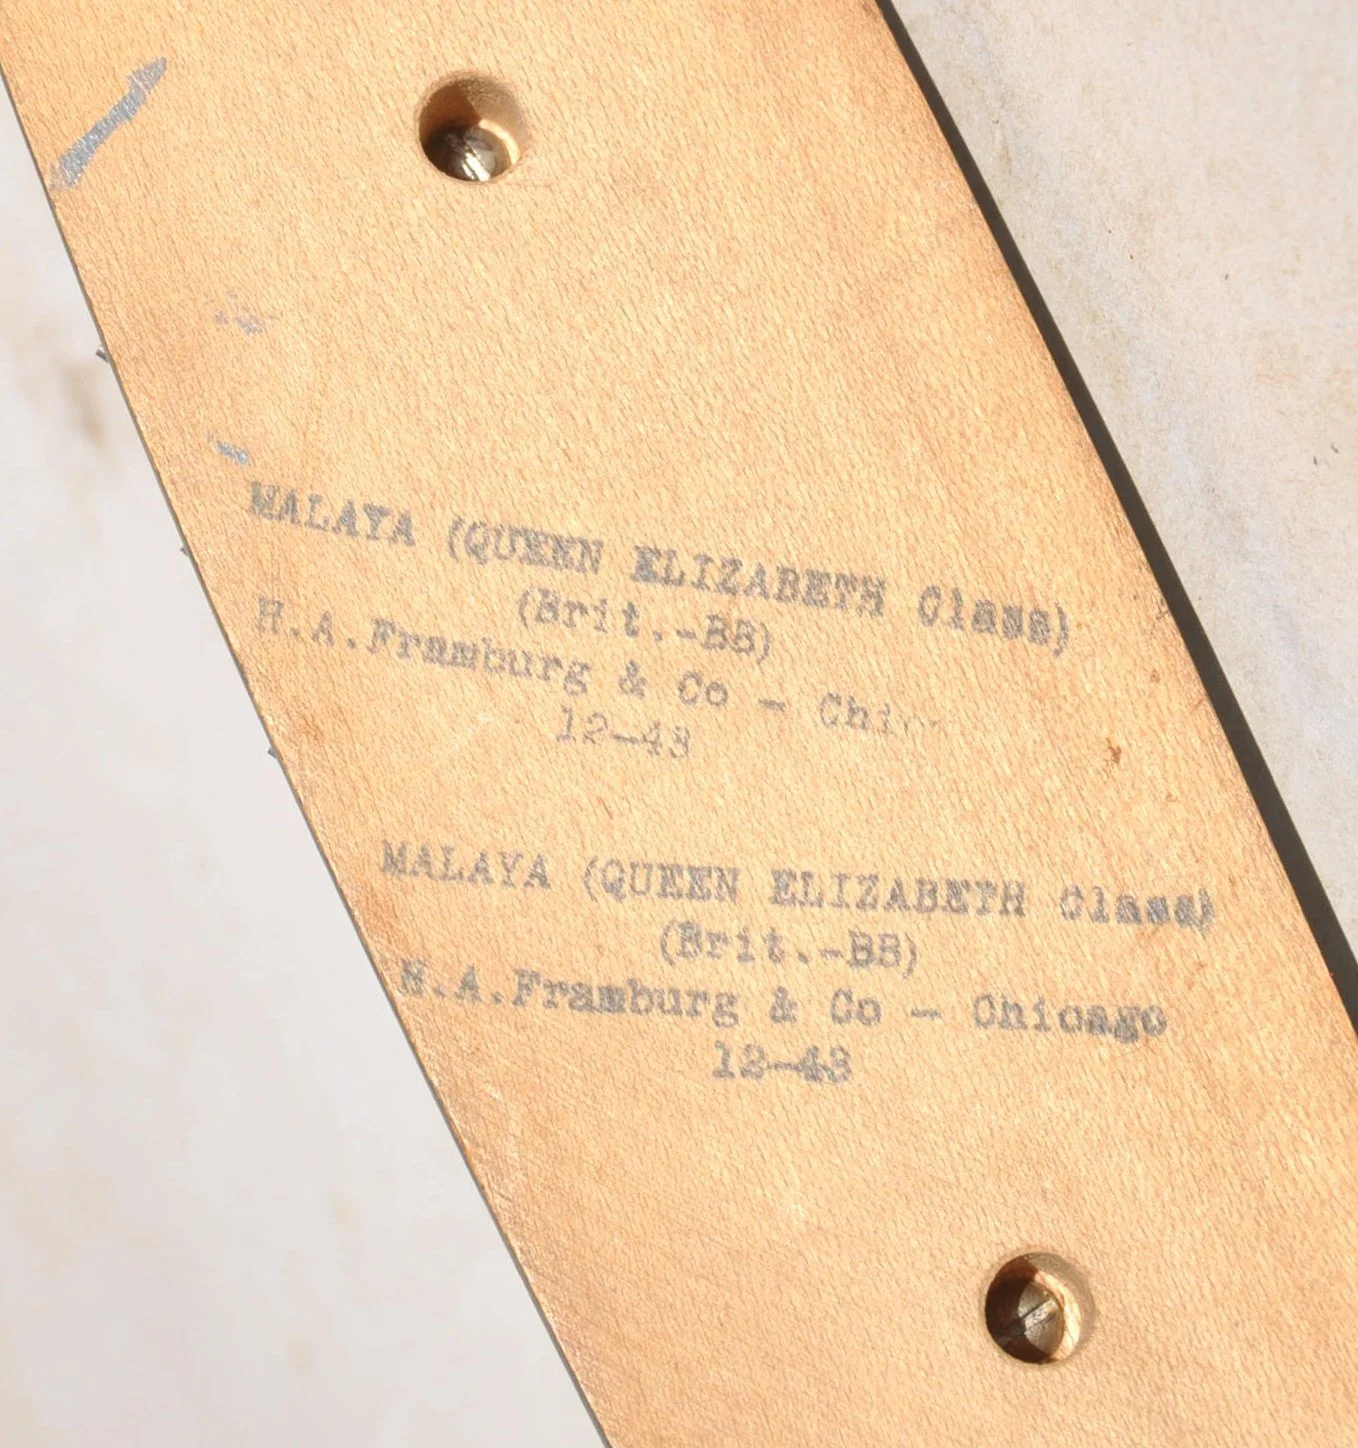 MALAYA (QUEEN ELIZABETH Class)
(Brit.-BB)
H.A.Framburg & Co -
12-43
MALAYA (QUEEN ELIZABETH Class)
(Brit.-BB)
H.A.Framburg & Co - Chicago
12-43